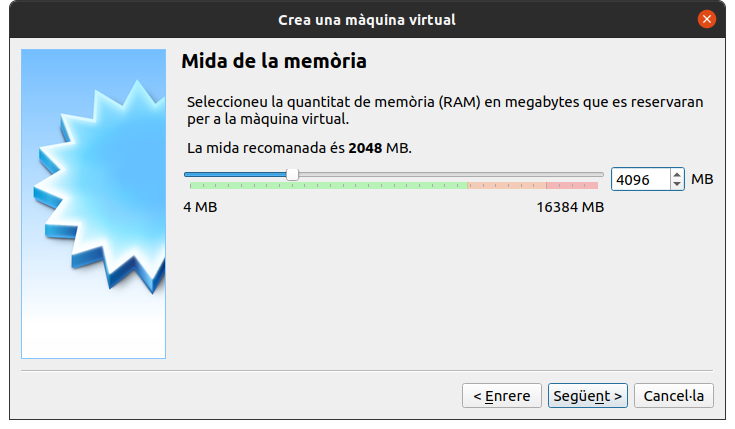 Crea una màquina virtual
Mida de la memòria
Seleccioneu la quantitat de memòria (RAM) en megabytes que es reservaran
per a la màquina virtual.
La mida recomanada és 2048 MB.
4096 MB
4 MB 16384 MB
< Enrere Següent > Cancel·la